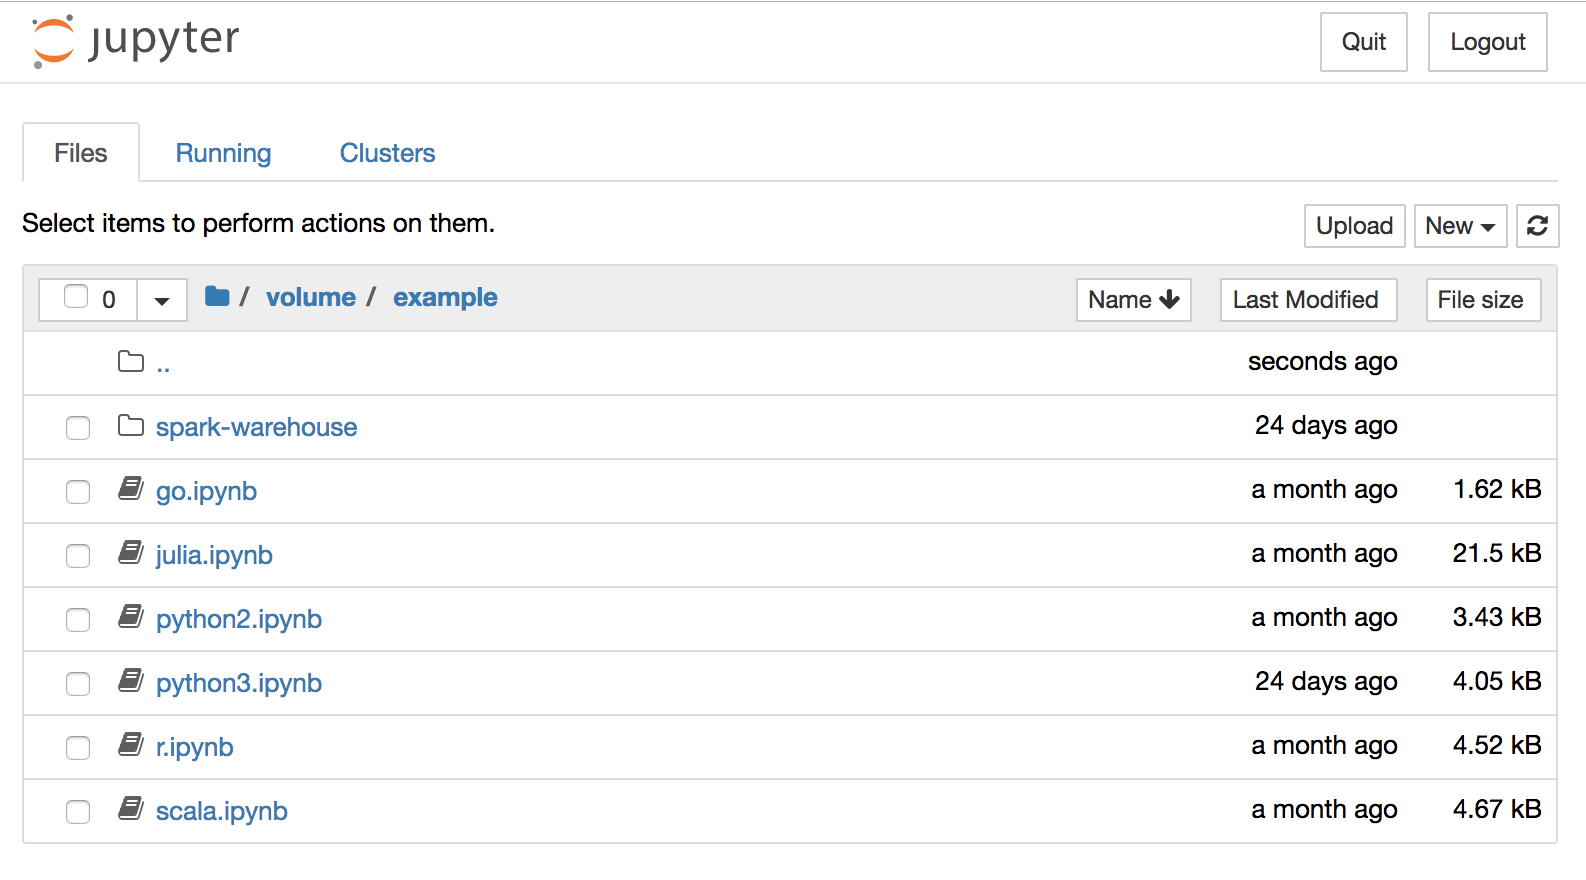 jupyter
Quit Logout
Files Running Clusters
Select items to perform actions on them.
Upload New
0 / volume / example Name Last Modified File size
.. seconds ago
spark-warehouse 24 days ago
go.ipynb a month ago 1.62 kB
julia.ipynb a month ago 21.5 kB
python2.ipynb a month ago 3.43 kB
python3.ipynb 24 days ago 4.05 kB
r.ipynb a month ago 4.52 kB
scala.ipynb a month ago 4.67 kB